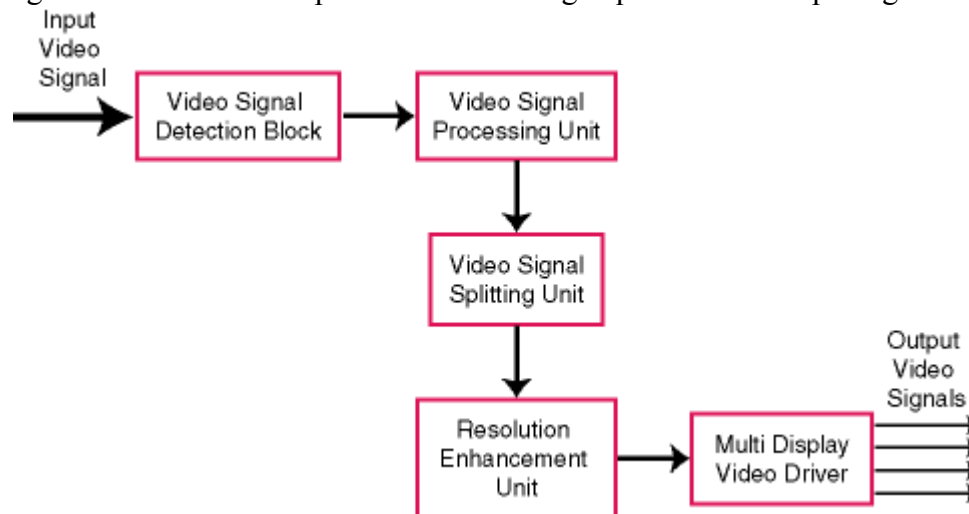 Input
Video
Signal
Video Signal
Detection Block
Video Signal
Processing Unit
Video Signal
Splitting Unit
Resolution
Enhancement
Unit
Multi Display
Video Driver
Output
Video
Signals